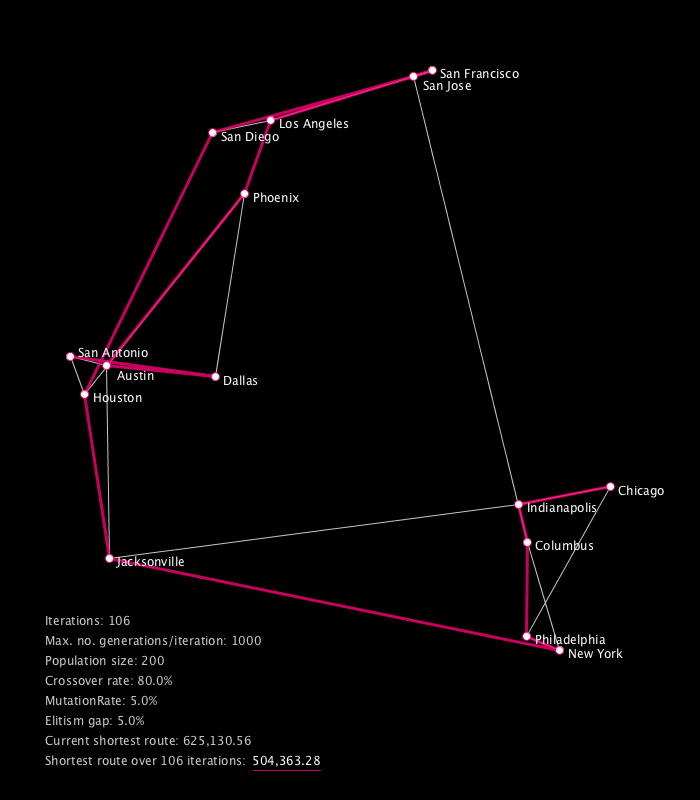 San Francisco
San Jose
Los Angeles
San Diego
Phoenix
San Antonio
Austin
Dallas
Houston
Chicago
Indianapolis
Columbus
Jacksonville
Philadelphia
New York
Iterations: 106
Max. no. generations/iteration: 1000
Population size: 200
Crossover rate: 80.0%
MutationRate: 5.0%
Elitism gap: 5.0%
Current shortest route: 625,130.56
Shortest route over 106 iterations: 504,363.28